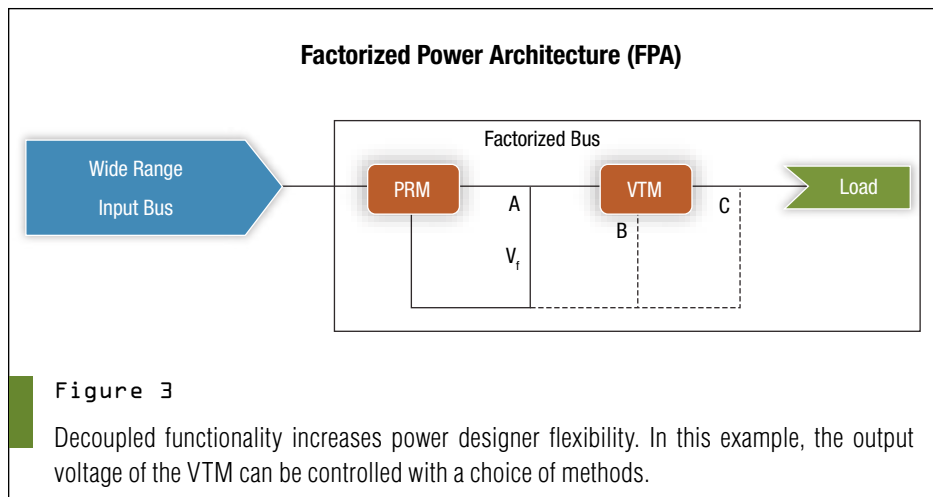 Factorized Power Architecture (FPA)
Factorized Bus
Wide Range
Input Bus
PRM
VTM
Load
A
B
C
Vf
Figure 3
Decoupled functionality increases power designer flexibility. In this example, the output
voltage of the VTM can be controlled with a choice of methods.